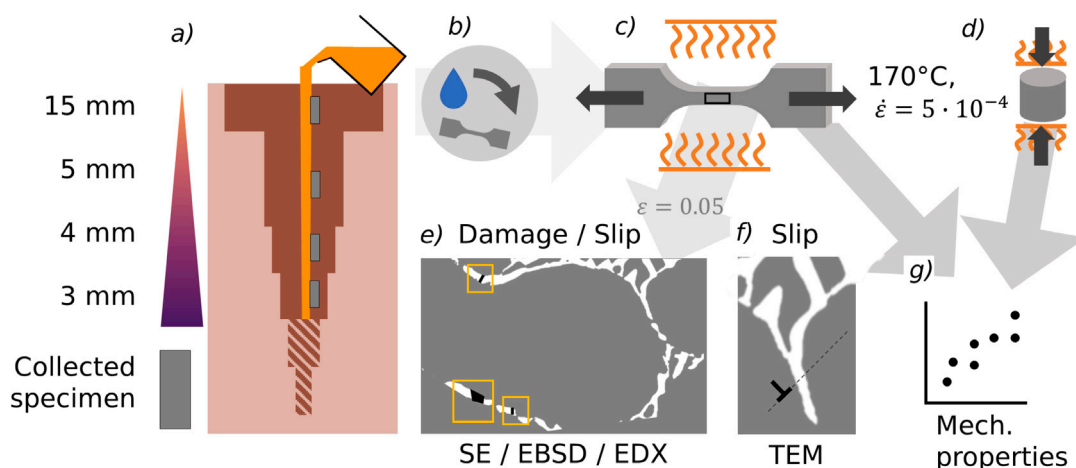 a)
15 mm
5 mm
4 mm
3 mm
Collected
specimen
b)
c)
170°C,
ε̇ = 5 · 10⁻⁴
d)
ε = 0.05
e)
Damage / Slip
SE / EBSD / EDX
f)
Slip
TEM
g)
Mech.
properties